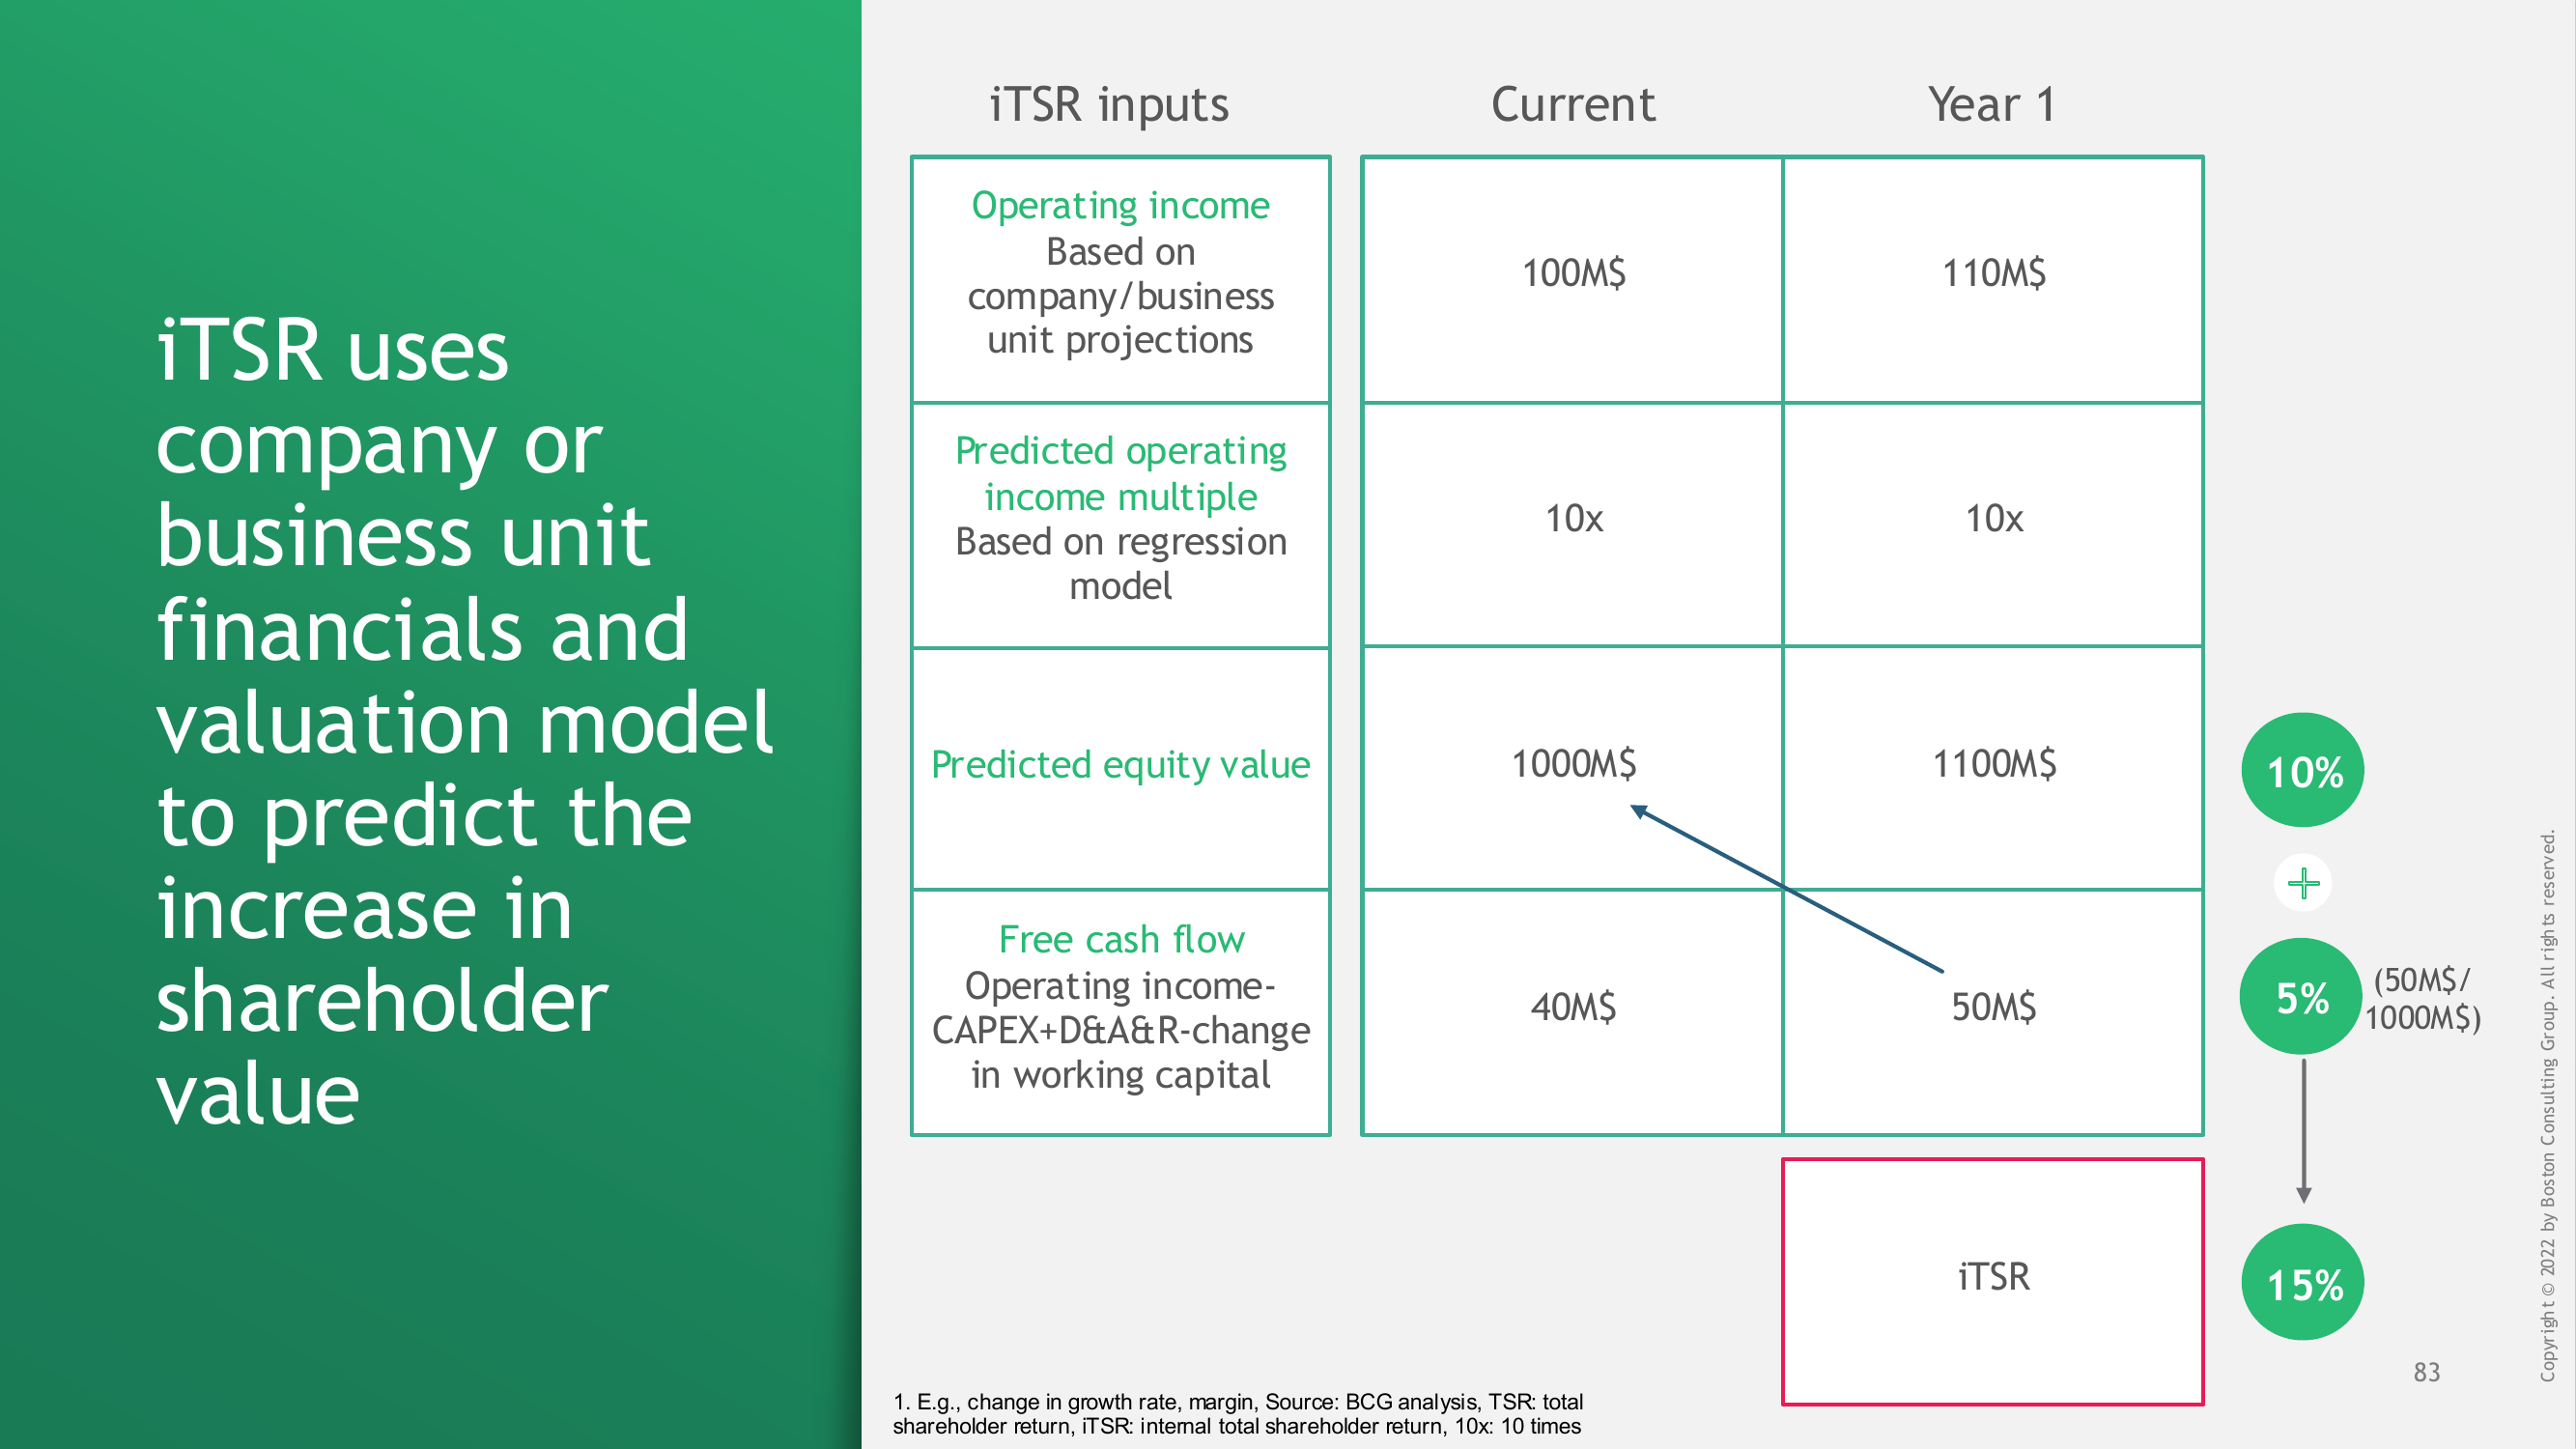 iTSR uses
company or
business unit
financials and
valuation model
to predict the
increase in
shareholder
value
iTSR inputs
Current
Year 1
Operating income
Based on
company/business
unit projections
100M$
110M$
Predicted operating
income multiple
Based on regression
model
10x
10x
Predicted equity value
1000M$
1100M$
10%
+
Free cash flow
Operating income-
CAPEX+D&A&R-change
in working capital
40M$
50M$
5%
(50M$/
1000M$)
iTSR
15%
83
1. E.g., change in growth rate, margin, Source: BCG analysis, TSR: total
shareholder return, iTSR: internal total shareholder return, 10x: 10 times
Copyright © 2022 by Boston Consulting Group. All rights reserved.